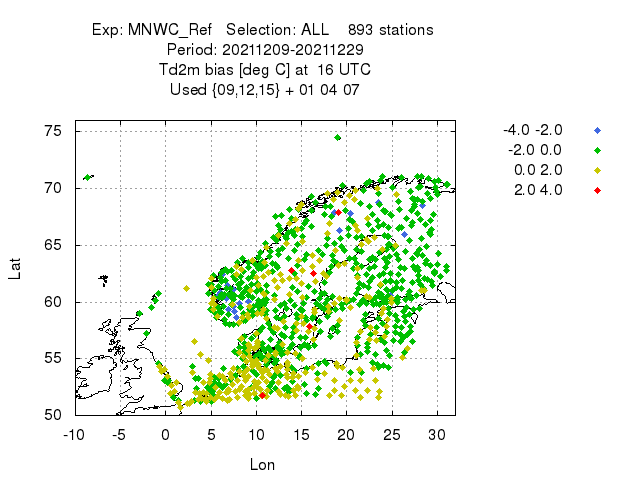 Exp: MNWC_Ref   Selection: ALL    893 stations
Period: 20211209-20211229
Td2m bias [deg C] at  16 UTC
Used {09,12,15} + 01 04 07
-4.0 -2.0
-2.0 0.0
0.0 2.0
2.0 4.0
75
70
65
60
55
50
Lat
-10 -5 0 5 10 15 20 25 30
Lon